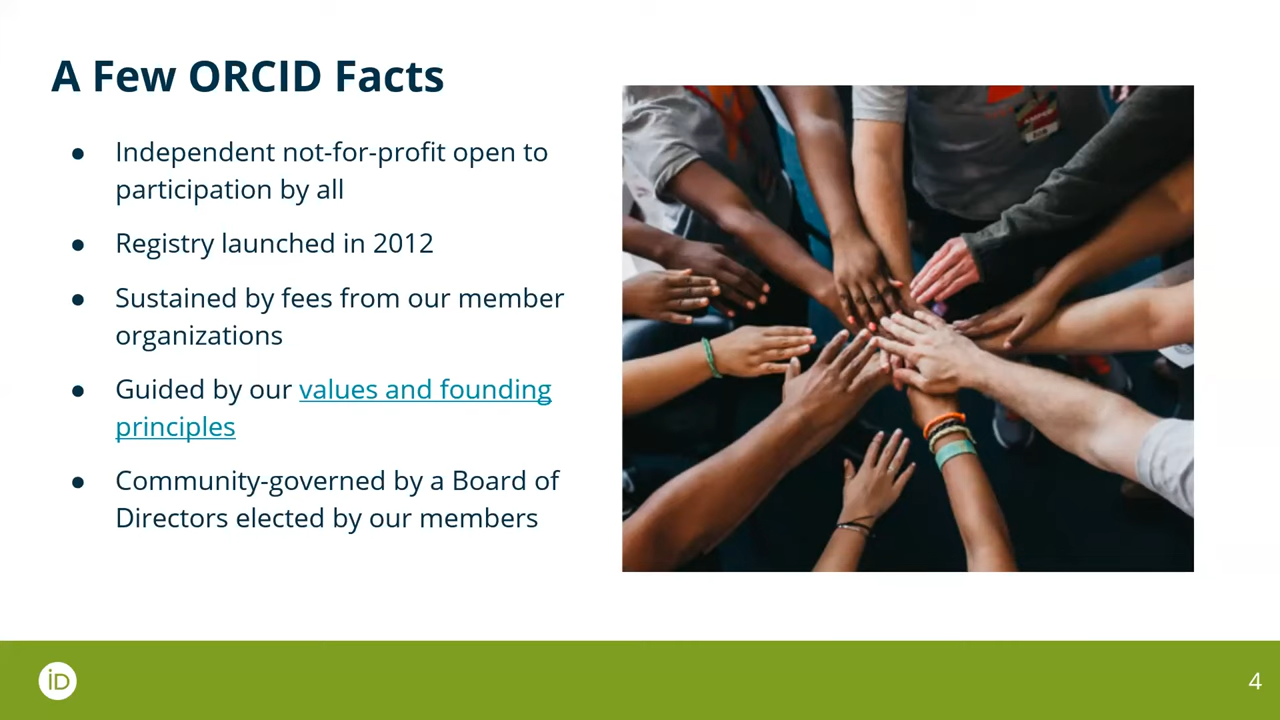 A Few ORCID Facts
● Independent not-for-profit open to
participation by all
● Registry launched in 2012
● Sustained by fees from our member
organizations
● Guided by our values and founding
principles
● Community-governed by a Board of
Directors elected by our members
iD
4